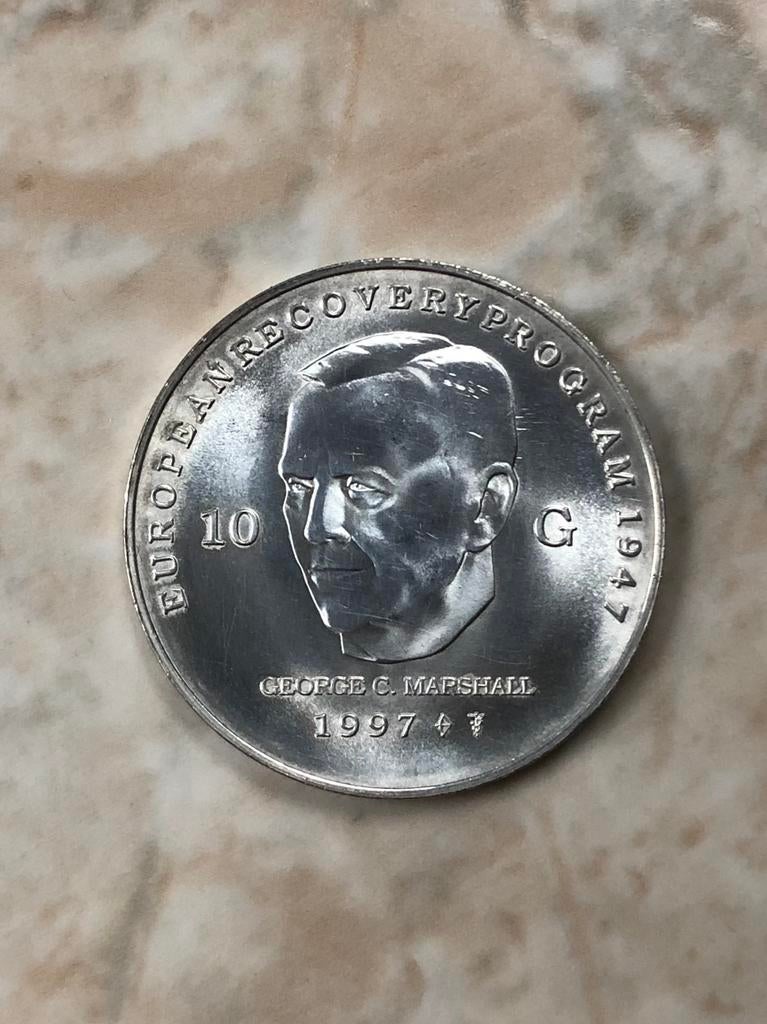 EUROPEAN RECOVERY PROGRAM 1947
10 G
GEORGE C. MARSHALL
1997